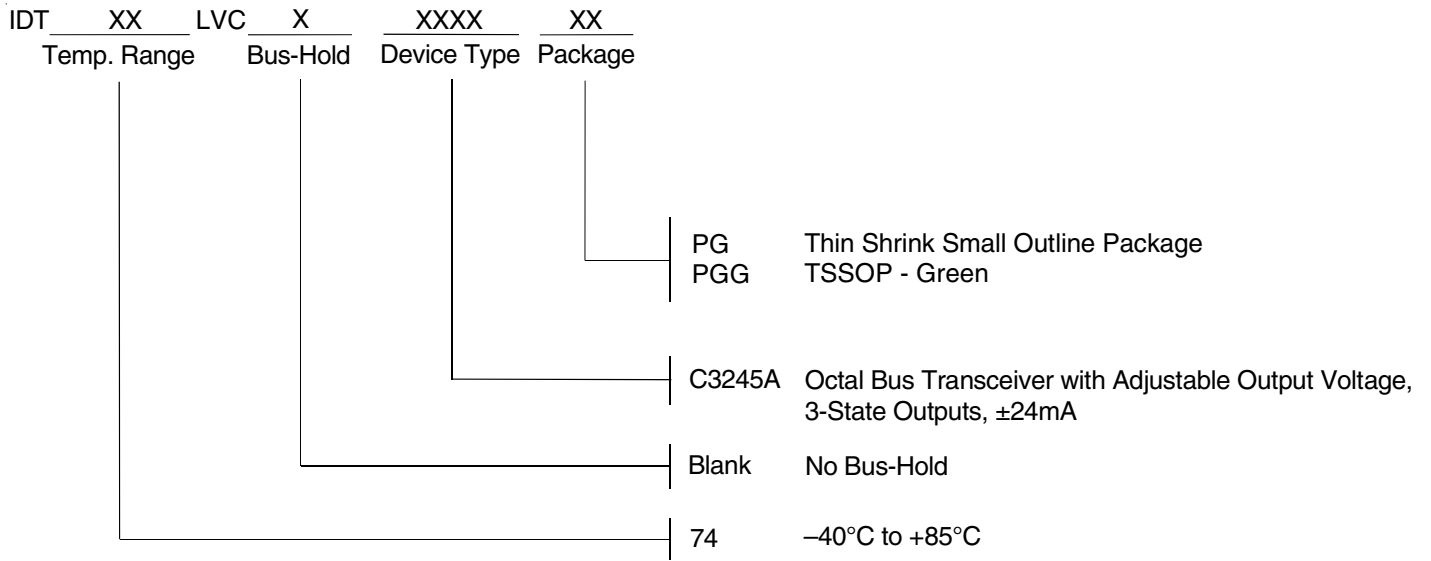 IDT XX LVC X XXXX XX
Temp. Range Bus-Hold Device Type Package
PG Thin Shrink Small Outline Package
PGG TSSOP - Green
C3245A Octal Bus Transceiver with Adjustable Output Voltage,
3-State Outputs, ±24mA
Blank No Bus-Hold
74 –40°C to +85°C